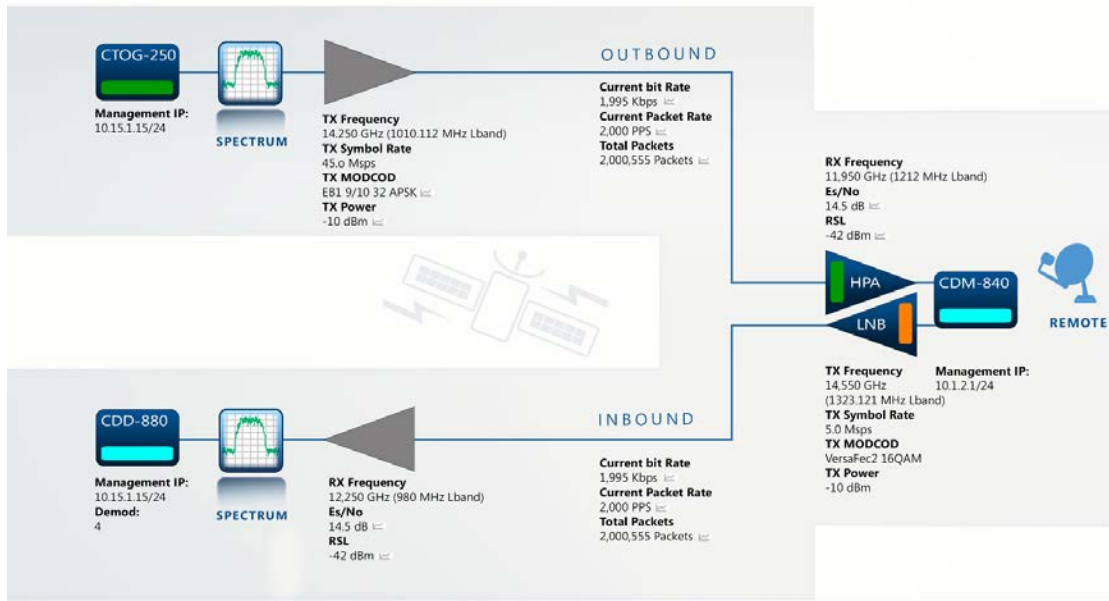 CTOG-250
Management IP:
10.15.1.15/24
SPECTRUM
TX Frequency
14,250 GHz (1010.112 MHz Lband)
TX Symbol Rate
45.o Msps
TX MODCOD
EB1 9/10 32 APSK
TX Power
-10 dBm
OUTBOUND
Current bit Rate
1,995 Kbps
Current Packet Rate
2,000 PPS
Total Packets
2,000,555 Packets
RX Frequency
11,950 GHz (1212 MHz Lband)
Es/No
14.5 dB
RSL
-42 dBm
HPA
LNB
CDM-840
REMOTE
TX Frequency
14,550 GHz
(1323.121 MHz Lband)
TX Symbol Rate
5.0 Msps
TX MODCOD
VersaFec2 16QAM
TX Power
-10 dBm
Management IP:
10.1.2.1/24
CDD-880
Management IP:
10.15.1.15/24
Demod:
4
SPECTRUM
RX Frequency
12,250 GHz (980 MHz Lband)
Es/No
14.5 dB
RSL
-42 dBm
INBOUND
Current bit Rate
1,995 Kbps
Current Packet Rate
2,000 PPS
Total Packets
2,000,555 Packets